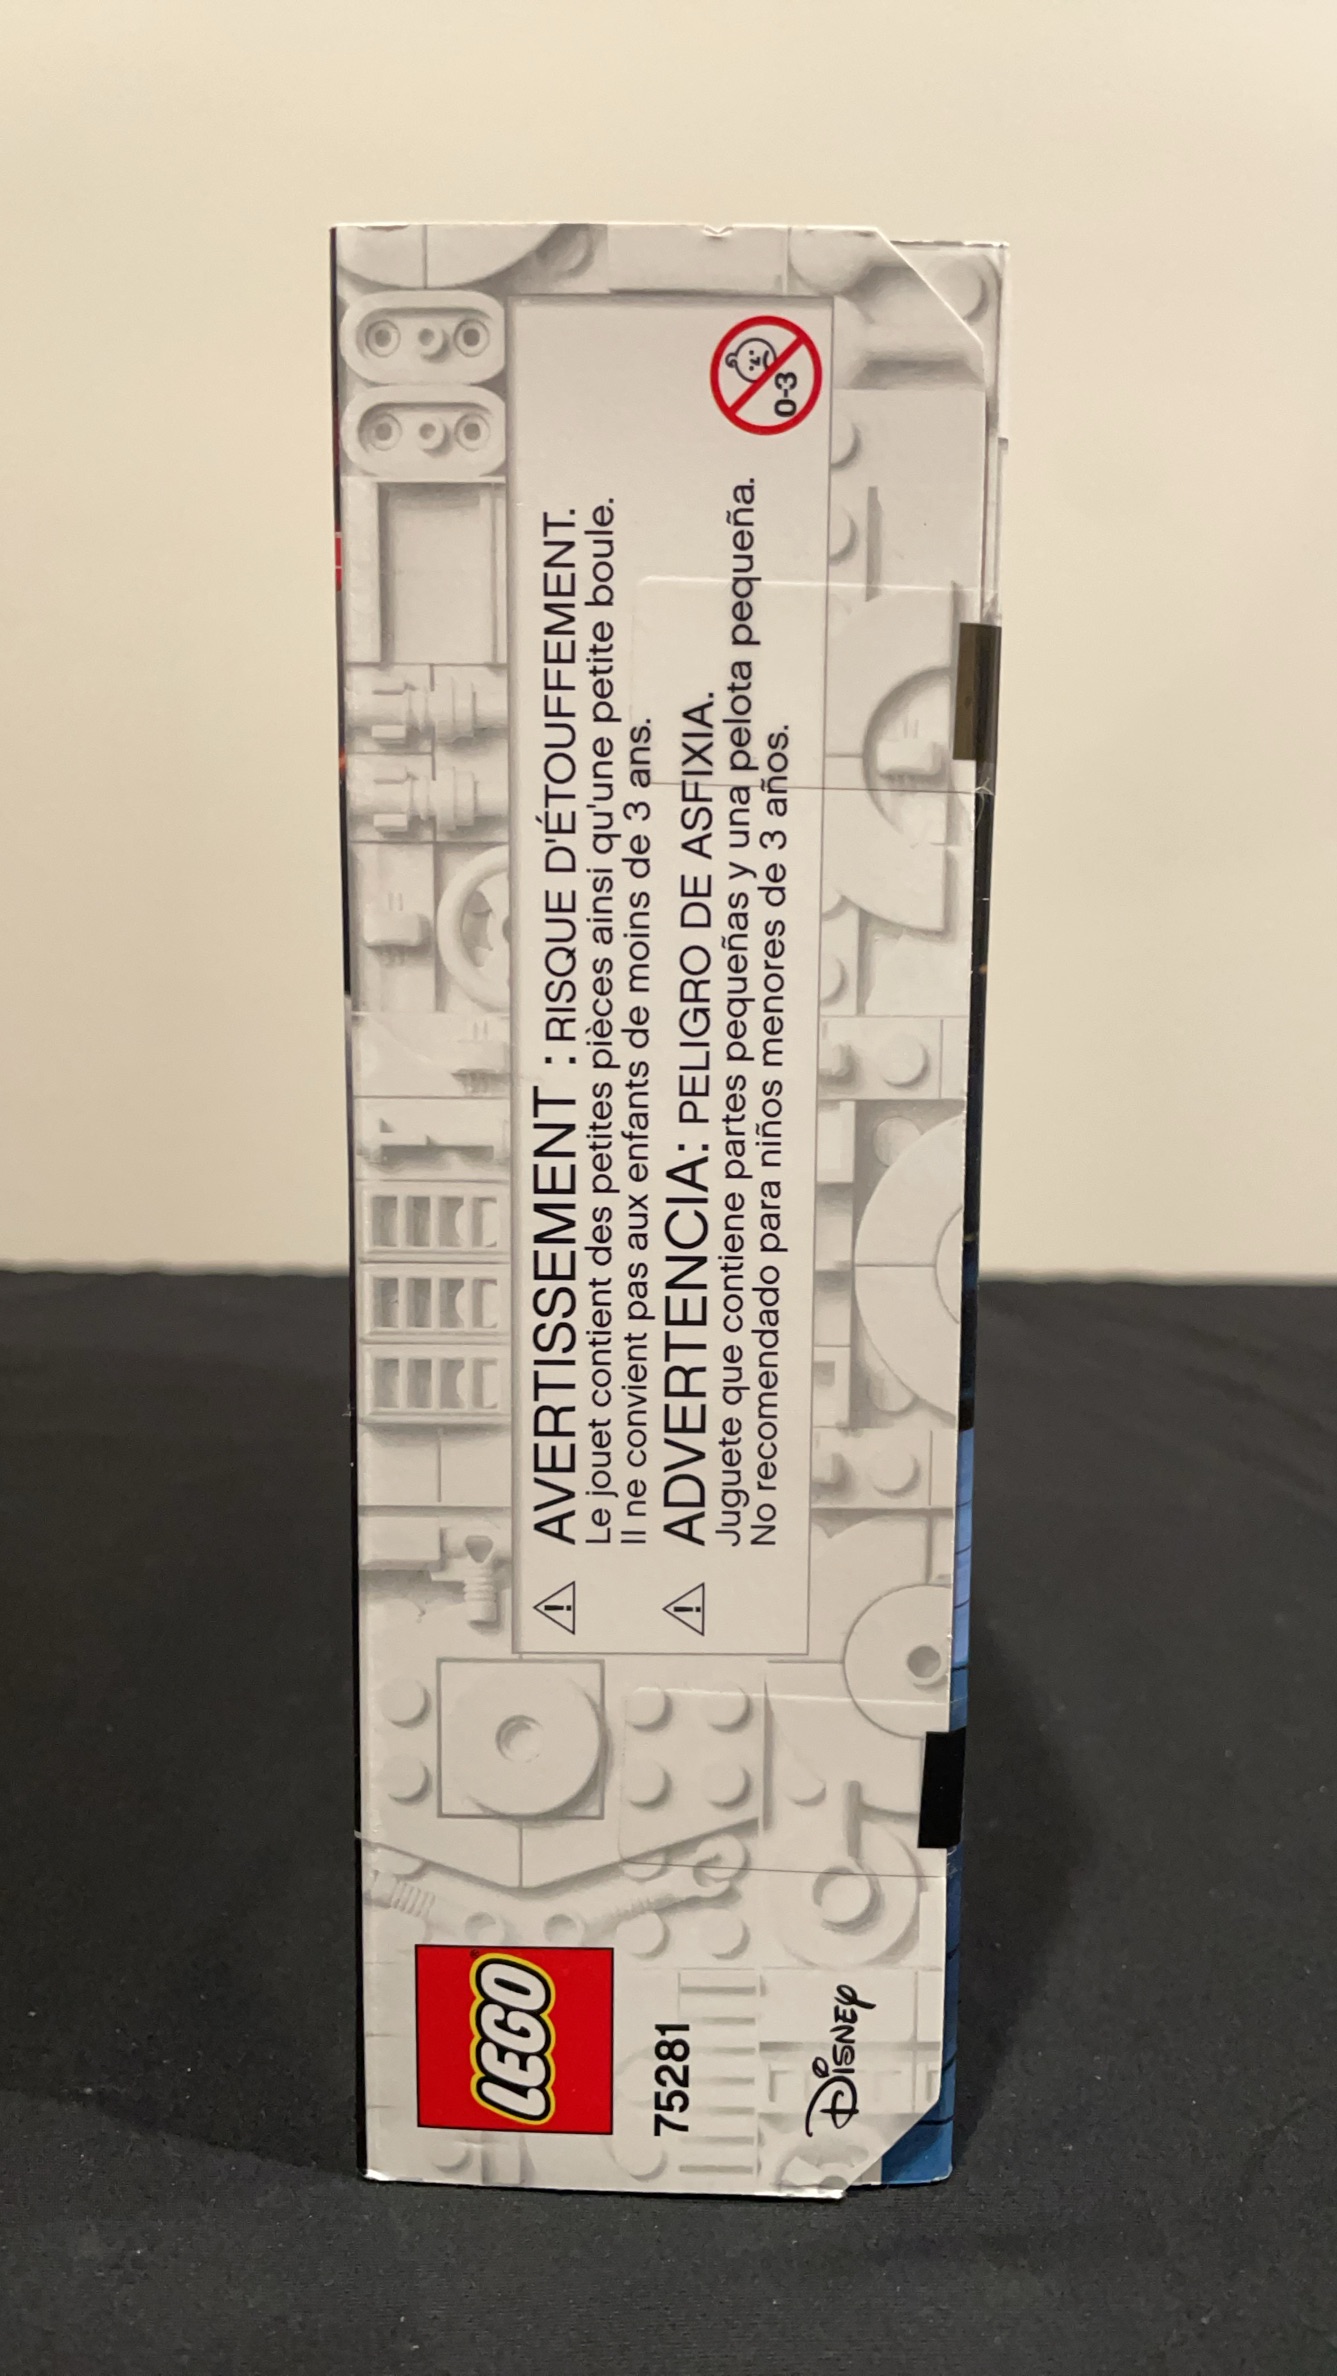 ⚠ AVERTISSEMENT : RISQUE D'ÉTOUFFEMENT.
Le jouet contient des petites pièces ainsi qu'une petite boule.
Il ne convient pas aux enfants de moins de 3 ans.
⚠ ADVERTENCIA: PELIGRO DE ASFIXIA.
Juguete que contiene partes pequeñas y una pelota pequeña.
No recomendado para niños menores de 3 años.
0-3
LEGO®
75281
Disney